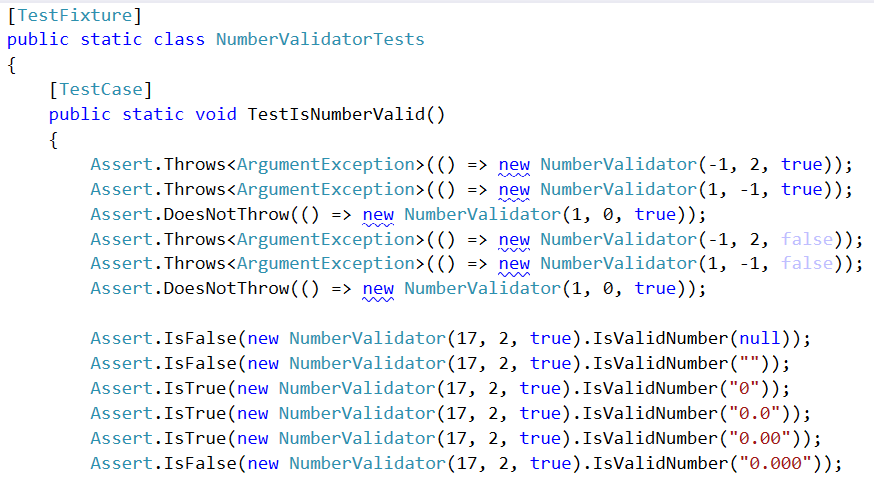 [TestFixture]
public static class NumberValidatorTests
{
    [TestCase]
    public static void TestIsNumberValid()
    {
        Assert.Throws<ArgumentException>(() => new NumberValidator(-1, 2, true));
        Assert.Throws<ArgumentException>(() => new NumberValidator(1, -1, true));
        Assert.DoesNotThrow(() => new NumberValidator(1, 0, true));
        Assert.Throws<ArgumentException>(() => new NumberValidator(-1, 2, false));
        Assert.Throws<ArgumentException>(() => new NumberValidator(1, -1, false));
        Assert.DoesNotThrow(() => new NumberValidator(1, 0, true));

        Assert.IsFalse(new NumberValidator(17, 2, true).IsValidNumber(null));
        Assert.IsFalse(new NumberValidator(17, 2, true).IsValidNumber(""));
        Assert.IsTrue(new NumberValidator(17, 2, true).IsValidNumber("0"));
        Assert.IsTrue(new NumberValidator(17, 2, true).IsValidNumber("0.0"));
        Assert.IsTrue(new NumberValidator(17, 2, true).IsValidNumber("0.00"));
        Assert.IsFalse(new NumberValidator(17, 2, true).IsValidNumber("0.000"));